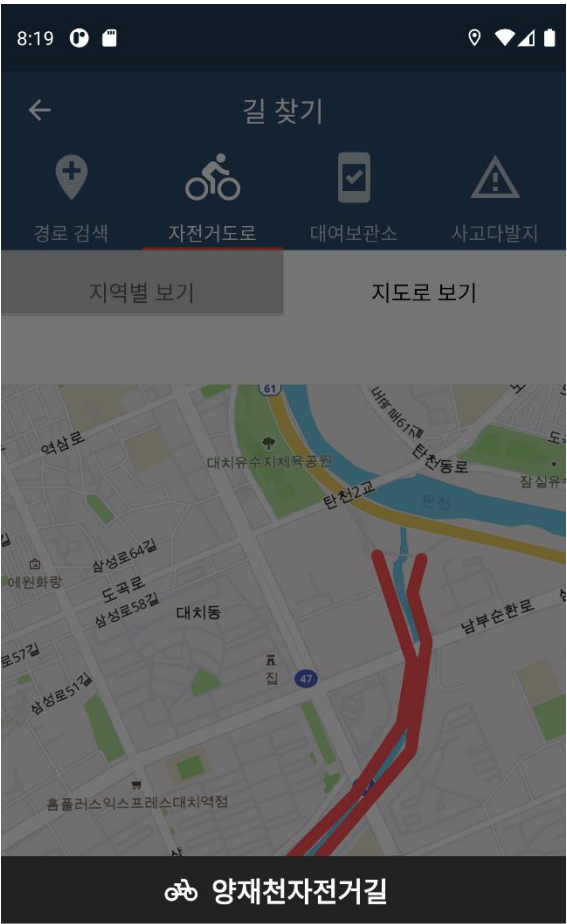 8:19
길 찾기
경로 검색 자전거도로 대여보관소 사고다발지
지역별 보기 지도로 보기
61
역삼로
대치유수지체육공원
탄천동로
탄천2교
탄천
잠실유
삼성로64길
에원화랑
도곡로
삼성로58길
대치동
남부순환로
로57길
집
47
삼성로51길
홈플러스익스프레스대치역점
양재천자전거길